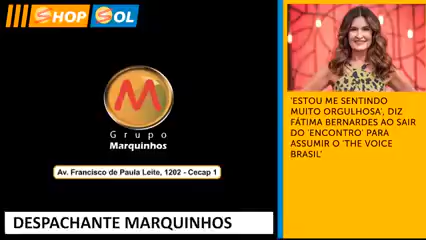 SHOP SOL
M
Grupo
Marquinhos
Av. Francisco de Paula Leite, 1202 - Cecap 1
DESPACHANTE MARQUINHOS
'ESTOU ME SENTINDO
MUITO ORGULHOSA', DIZ
FÁTIMA BERNARDES AO SAIR
DO 'ENCONTRO' PARA
ASSUMIR O 'THE VOICE
BRASIL'